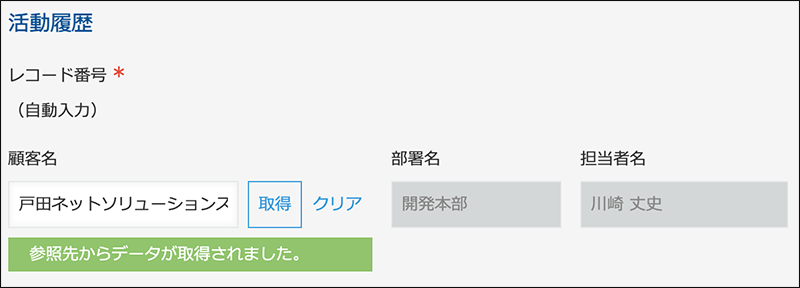 活動履歴
レコード番号 *
（自動入力）
顧客名 部署名 担当者名
戸田ネットソリューションズ 取得 クリア 開発本部 川崎 丈史
参照先からデータが取得されました。